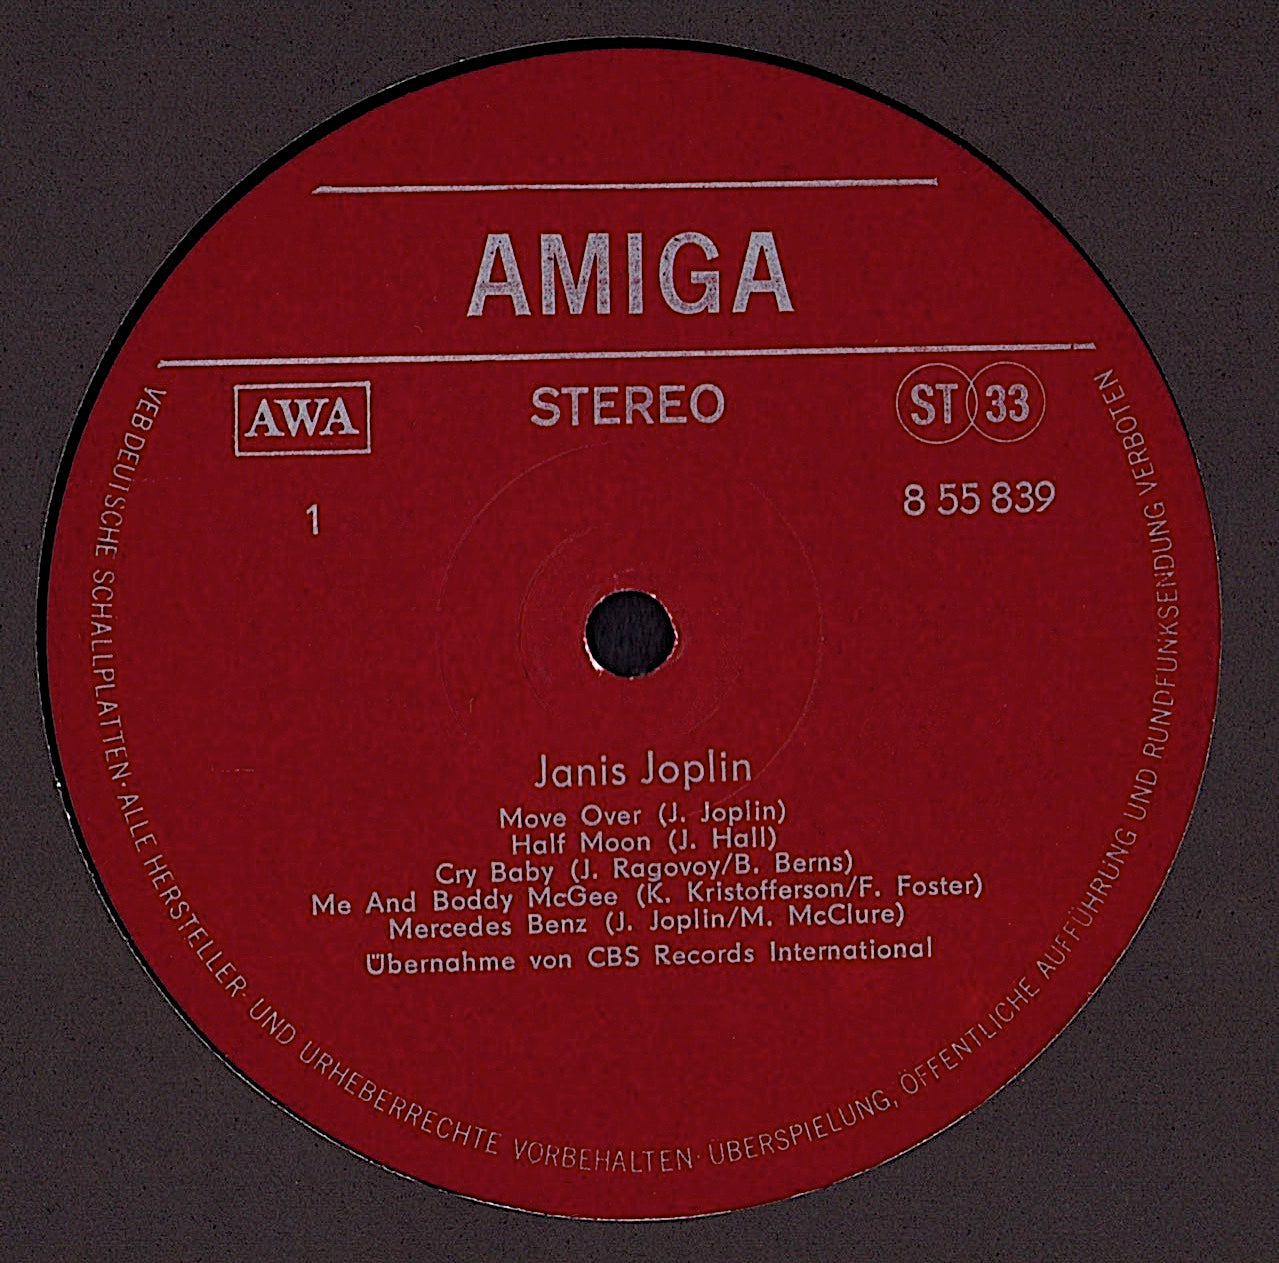 AMIGA
AWA
STEREO
ST 33
1
8 55 839
Janis Joplin
Move Over (J. Joplin)
Half Moon (J. Hall)
Cry Baby (J. Ragovoy/B. Berns)
Me And Boddy McGee (K. Kristofferson/F. Foster)
Mercedes Benz (J. Joplin/M. McClure)
Übernahme von CBS Records International
VEB DEUTSCHE SCHALLPLATTEN · ALLE HERSTELLER- UND URHEBERRECHTE VORBEHALTEN · ÜBERSPIELUNG, ÖFFENTLICHE AUFFÜHRUNG UND RUNDFUNKSENDUNG VERBOTEN